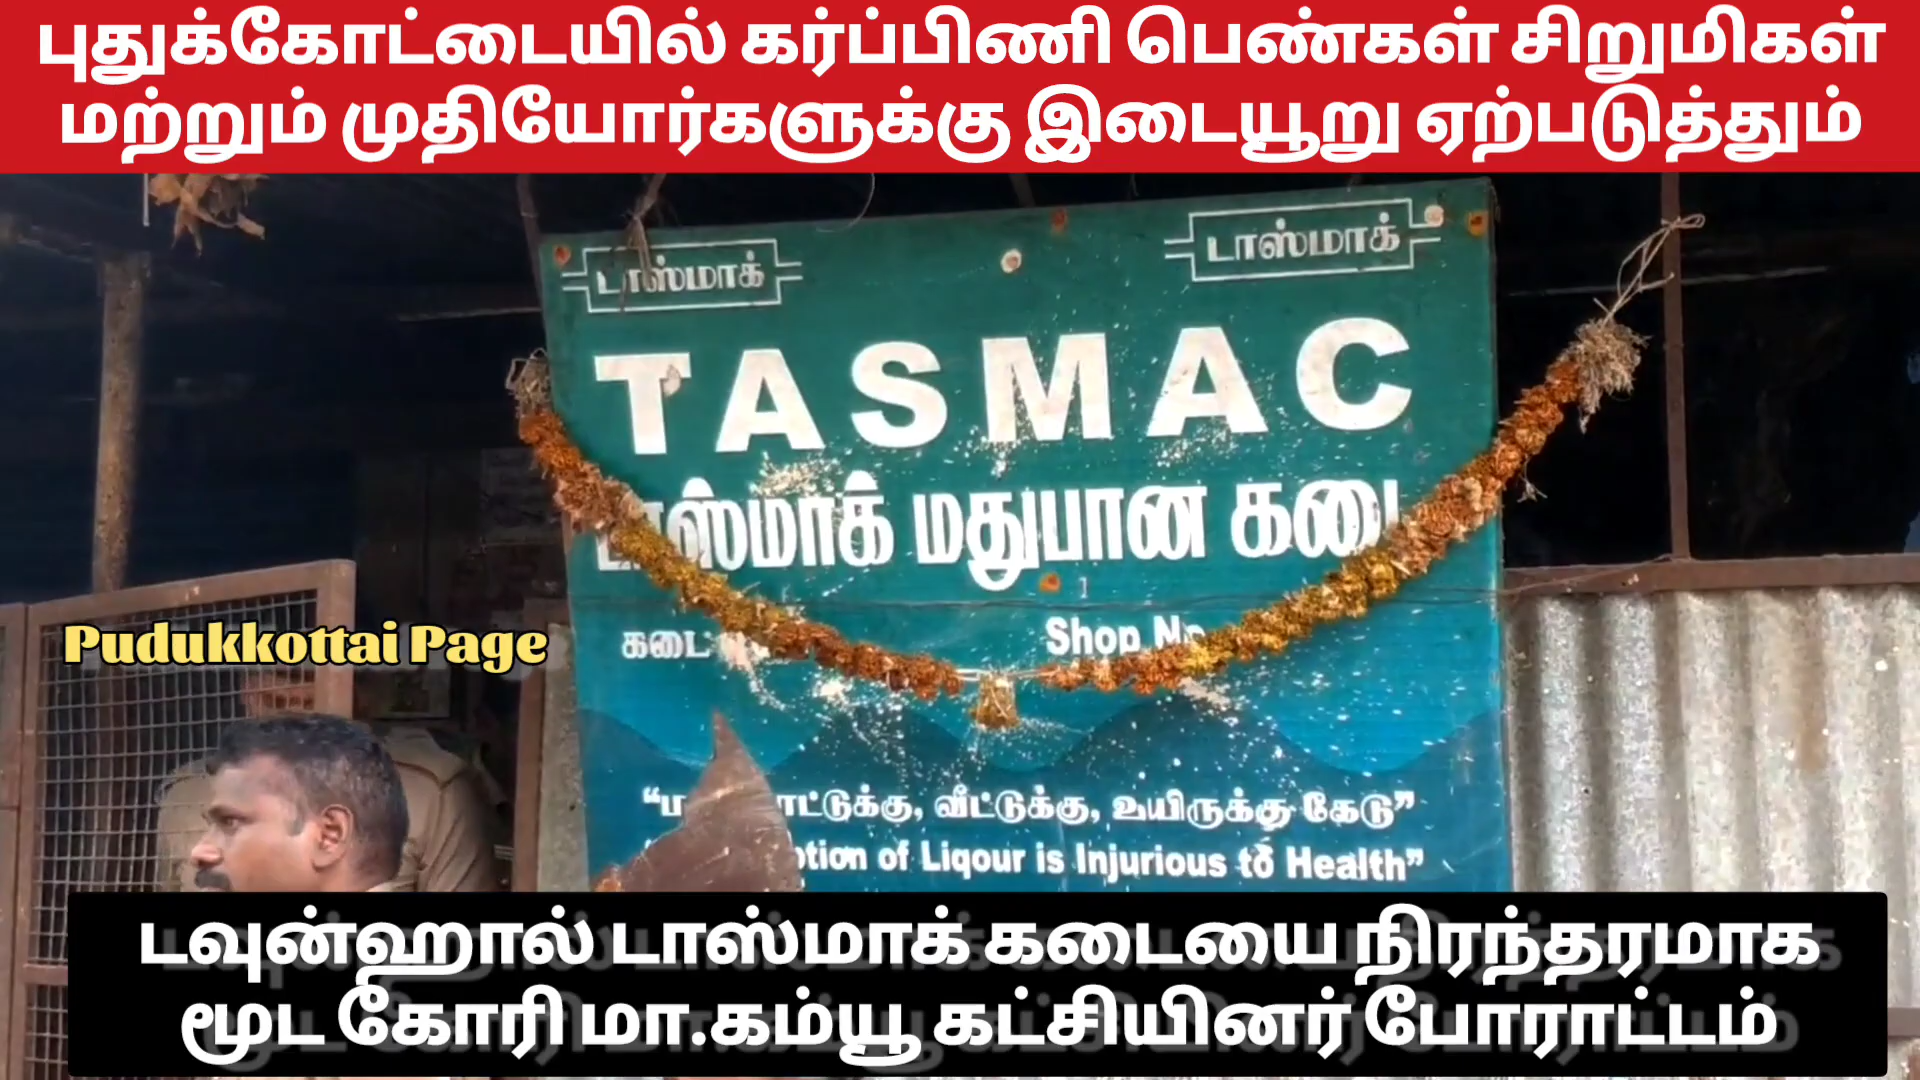 புதுக்கோட்டையில் கர்ப்பிணி பெண்கள் சிறுமிகள்
மற்றும் முதியோர்களுக்கு இடையூறு ஏற்படுத்தும்
டாஸ்மாக்
டாஸ்மாக்
TASMAC
டாஸ்மாக் மதுபான கடை
கடை
Shop No
Pudukkottai Page
வீட்டுக்கு, உயிருக்கு கேடு”
of Liqour is Injurious to Health”
டவுன்ஹால் டாஸ்மாக் கடையை நிரந்தரமாக
மூட கோரி மா.கம்யூ கட்சியினர் போராட்டம்